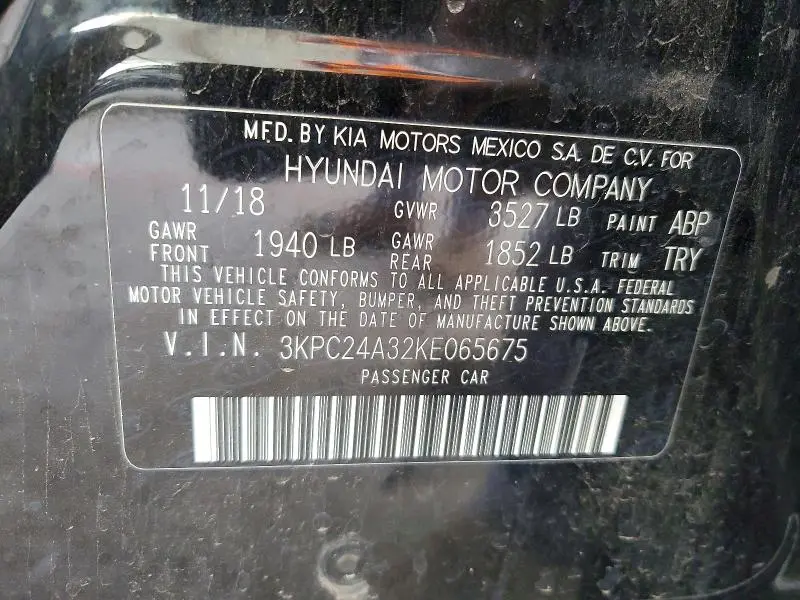 MFD. BY KIA MOTORS MEXICO S.A. DE C.V. FOR
HYUNDAI MOTOR COMPANY
11/18 GVWR 3527 LB PAINT ABP
GAWR FRONT 1940 LB GAWR REAR 1852 LB TRIM TRY
THIS VEHICLE CONFORMS TO ALL APPLICABLE U.S.A. FEDERAL
MOTOR VEHICLE SAFETY, BUMPER, AND THEFT PREVENTION STANDARDS
IN EFFECT ON THE DATE OF MANUFACTURE SHOWN ABOVE.
V.I.N. 3KPC24A32KE065675
PASSENGER CAR